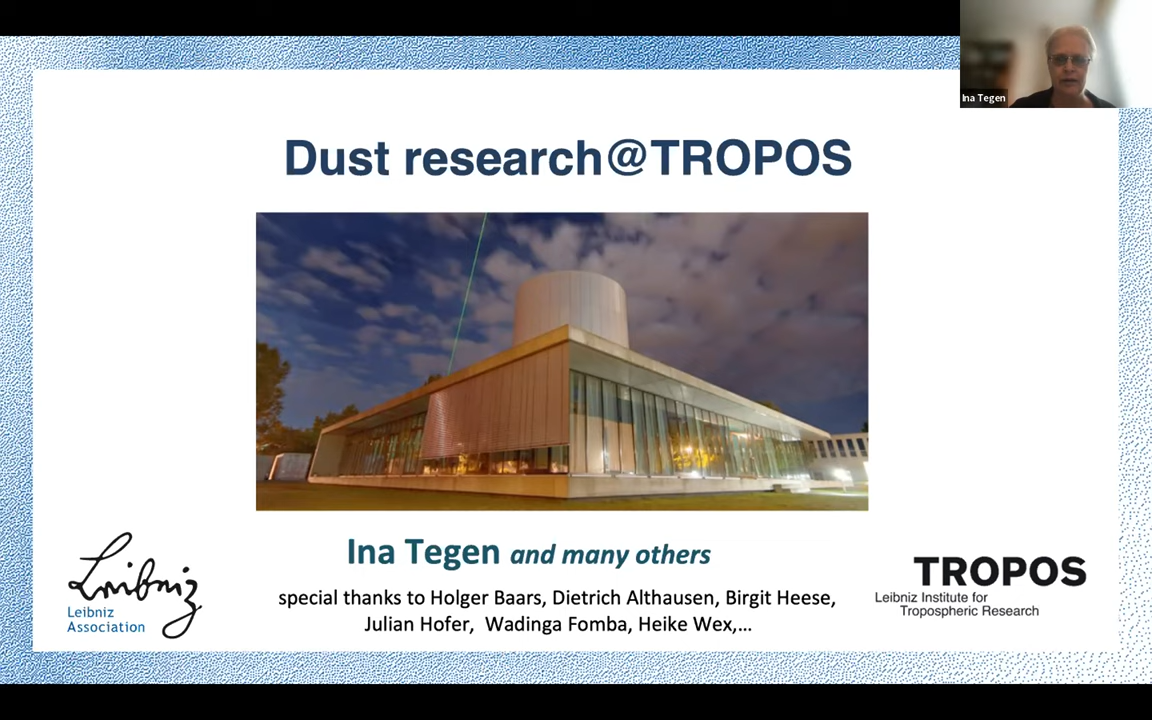 Ina Tegen
Dust research@TROPOS
Ina Tegen and many others
special thanks to Holger Baars, Dietrich Althausen, Birgit Heese,
Julian Hofer, Wadinga Fomba, Heike Wex,...
Leibniz
Leibniz
Association
TROPOS
Leibniz Institute for
Tropospheric Research